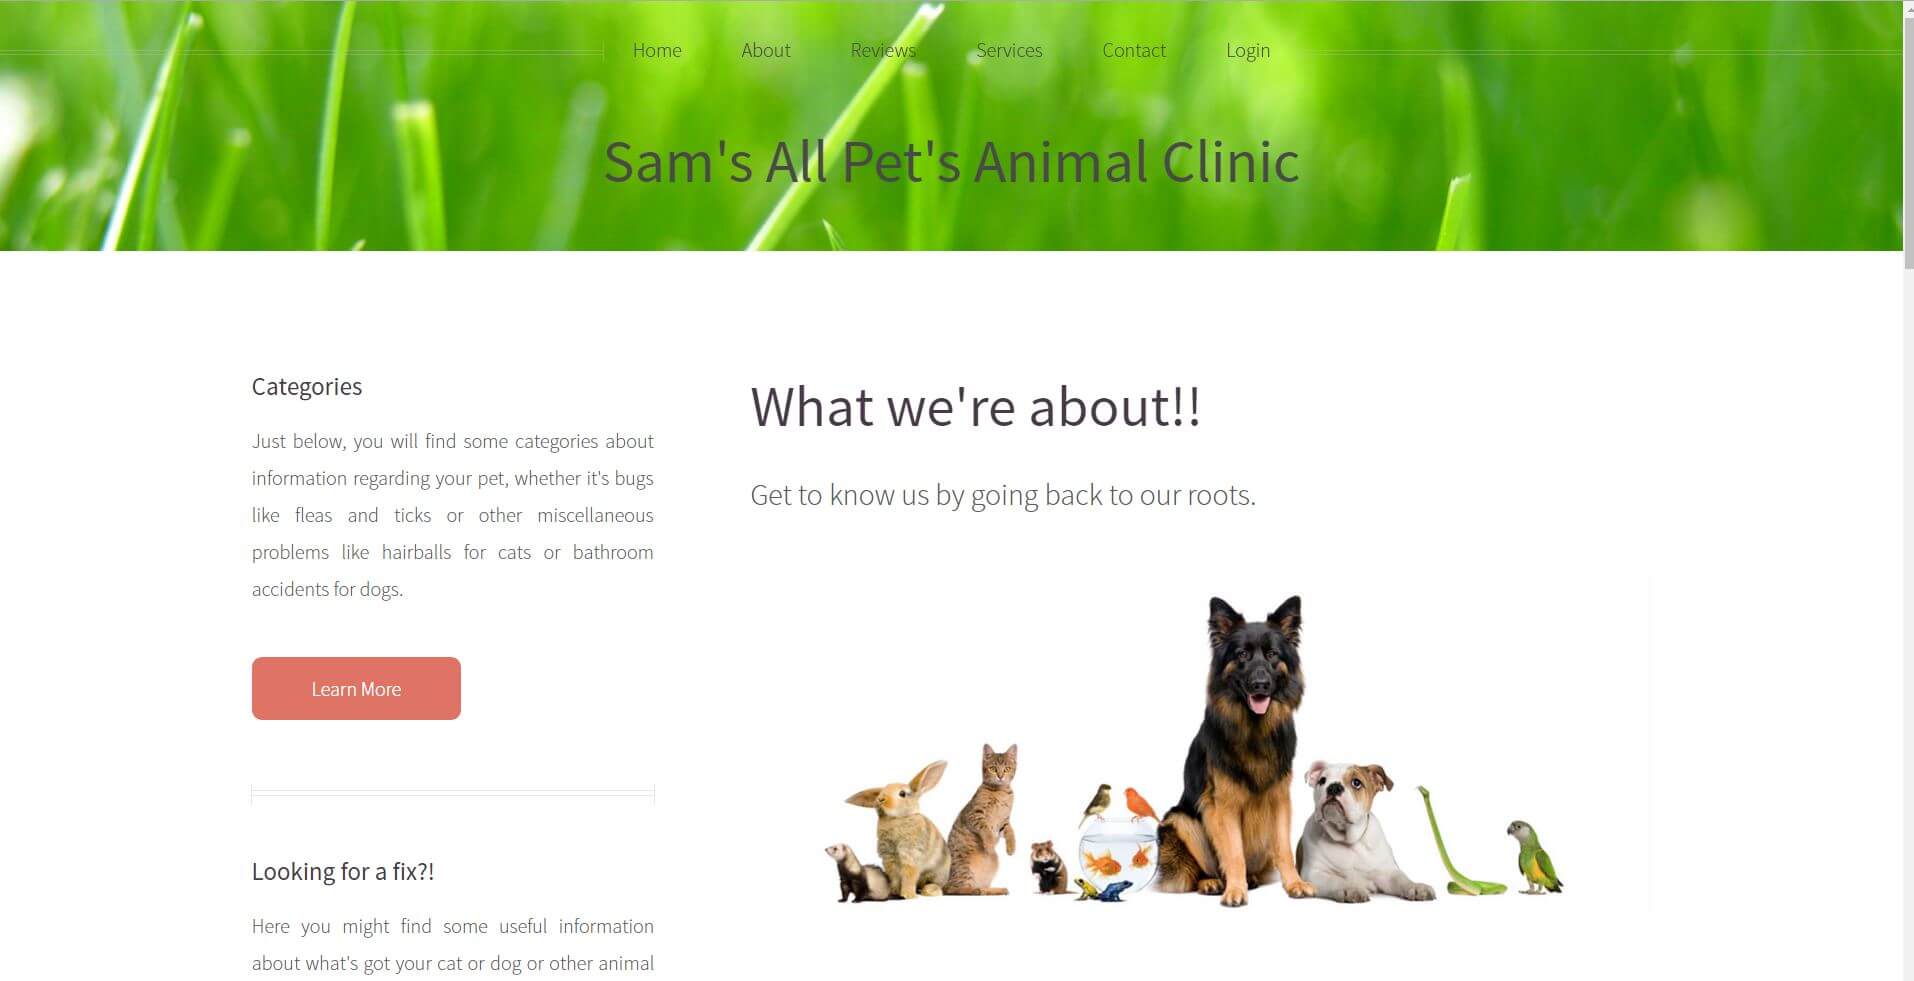 Home About Reviews Services Contact Login
Sam's All Pet's Animal Clinic
Categories
Just below, you will find some categories about
information regarding your pet, whether it's bugs
like fleas and ticks or other miscellaneous
problems like hairballs for cats or bathroom
accidents for dogs.
Learn More
Looking for a fix?!
Here you might find some useful information
about what's got your cat or dog or other animal
What we're about!!
Get to know us by going back to our roots.